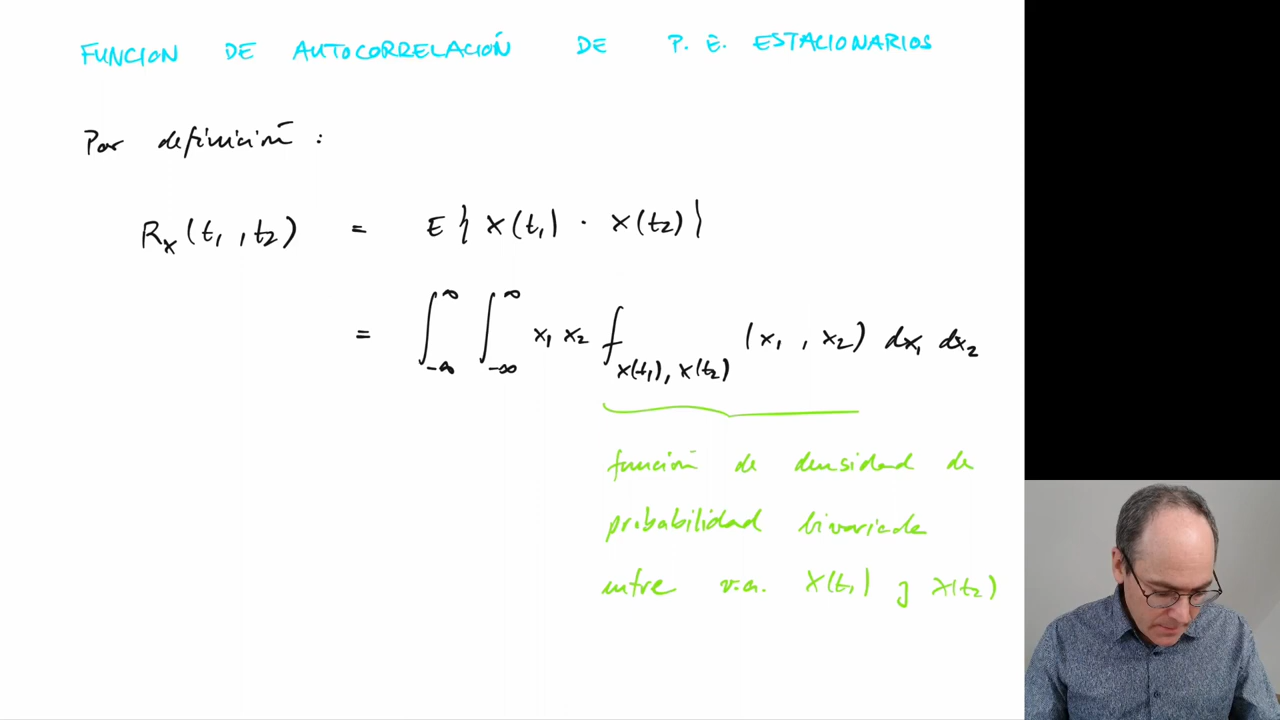 FUNCION DE AUTOCORRELACIÓN DE P. E. ESTACIONARIOS
Por definición :
Rx(t1,t2) = E{ X(t1) · X(t2) }
= ∫_{-∞}^{∞} ∫_{-∞}^{∞} x1 x2 f_{X(t1), X(t2)} (x1, x2) dx1 dx2
función de densidad de
probabilidad bivariada
entre v.a. X(t1) y X(t2)